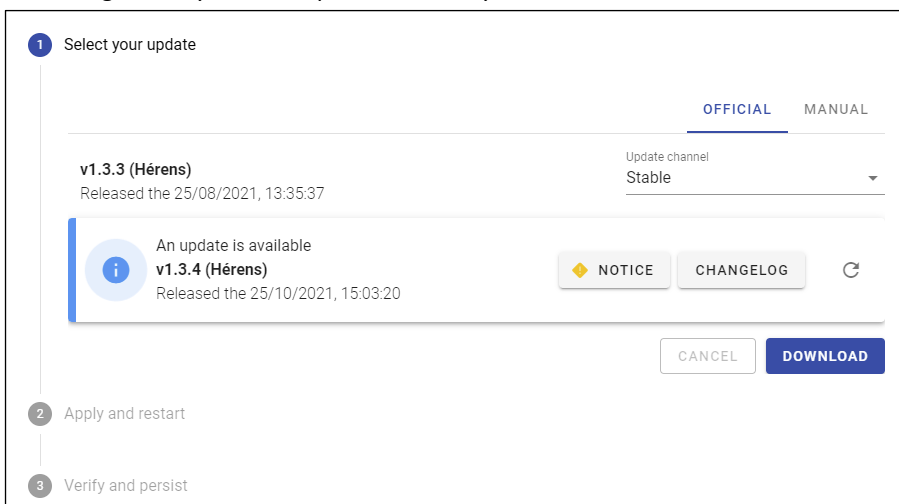 1 Select your update
OFFICIAL MANUAL
v1.3.3 (Hérens)
Released the 25/08/2021, 13:35:37
Update channel
Stable
An update is available
v1.3.4 (Hérens)
Released the 25/10/2021, 15:03:20
NOTICE CHANGELOG
CANCEL DOWNLOAD
2 Apply and restart
3 Verify and persist